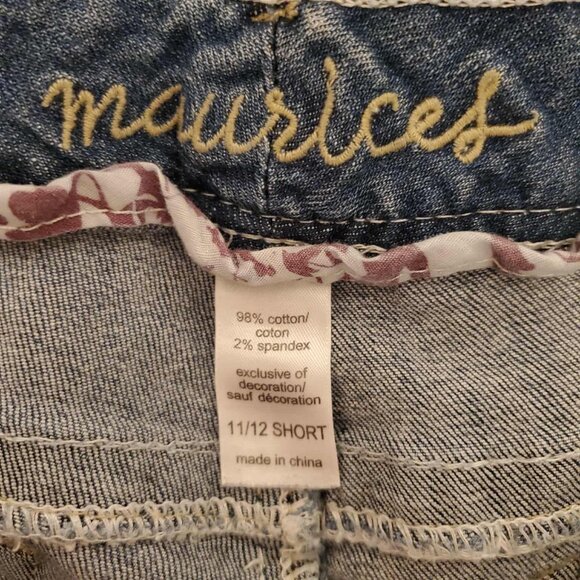 maurices
98% cotton/
coton
2% spandex
exclusive of
decoration/
sauf décoration
11/12 SHORT
made in china